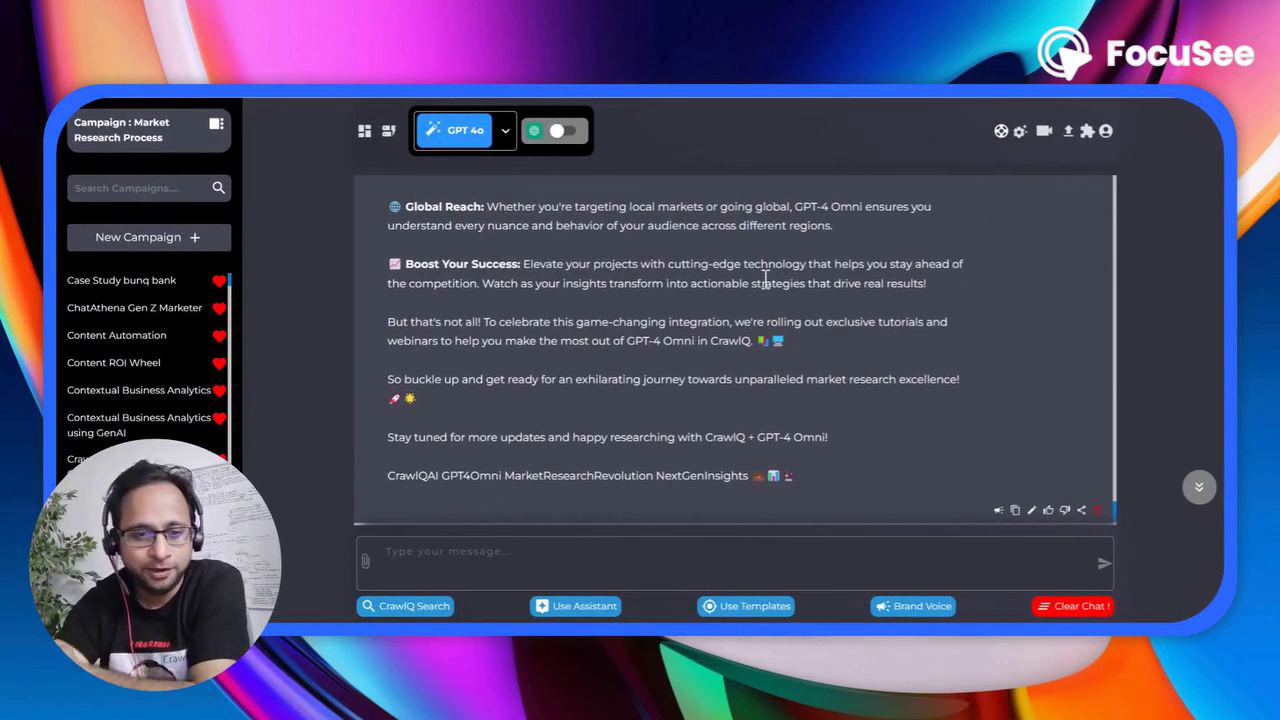 FocuSee
Campaign : Market
Research Process
GPT 4o
Search Campaigns....
New Campaign +
Case Study bunq bank
ChatAthena Gen Z Marketer
Content Automation
Content ROI Wheel
Contextual Business Analytics
Contextual Business Analytics
using GenAI
Global Reach: Whether you're targeting local markets or going global, GPT-4 Omni ensures you
understand every nuance and behavior of your audience across different regions.
Boost Your Success: Elevate your projects with cutting-edge technology that helps you stay ahead of
the competition. Watch as your insights transform into actionable strategies that drive real results!
But that's not all! To celebrate this game-changing integration, we're rolling out exclusive tutorials and
webinars to help you make the most out of GPT-4 Omni in CrawlQ.
So buckle up and get ready for an exhilarating journey towards unparalleled market research excellence!
Stay tuned for more updates and happy researching with CrawlQ + GPT-4 Omni!
CrawlQAI GPT4Omni MarketResearchRevolution NextGenInsights
Type your message...
CrawlQ Search
Use Assistant
Use Templates
Brand Voice
Clear Chat !